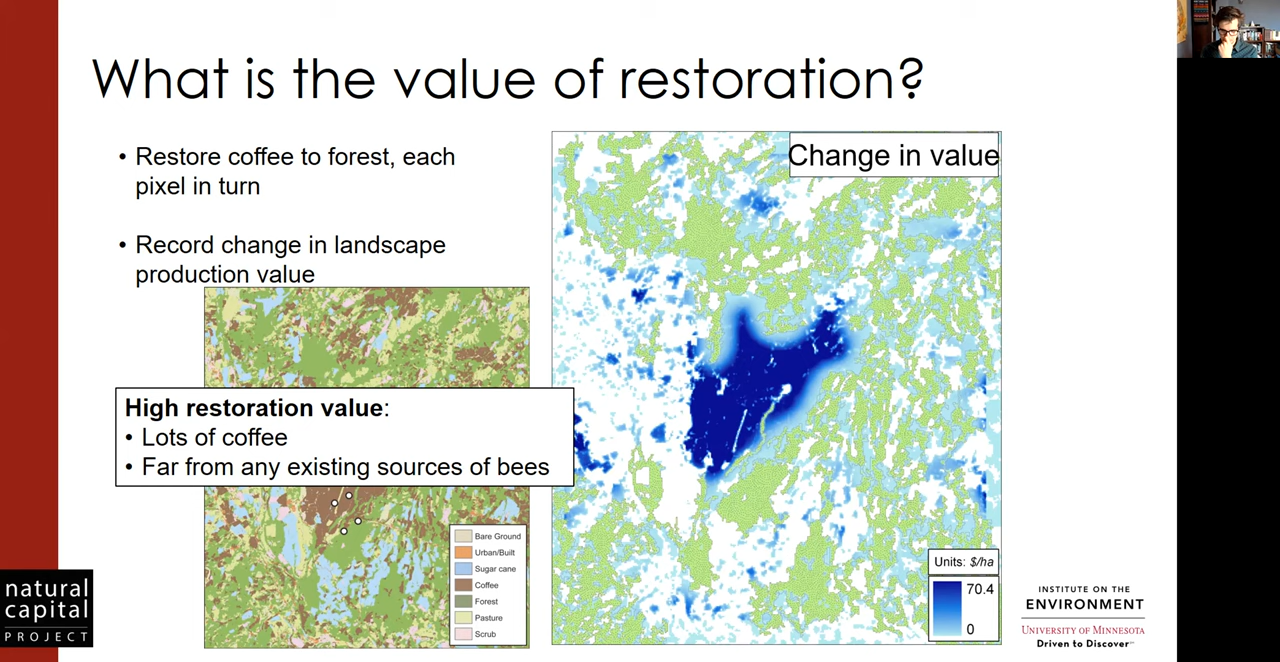 What is the value of restoration?
• Restore coffee to forest, each
pixel in turn
• Record change in landscape
production value
High restoration value:
• Lots of coffee
• Far from any existing sources of bees
Bare Ground
Urban/Built
Sugar cane
Coffee
Forest
Pasture
Scrub
Change in value
Units: $/ha
70.4
0
natural
capital
PROJECT
INSTITUTE ON THE
ENVIRONMENT
UNIVERSITY OF MINNESOTA
Driven to Discover℠